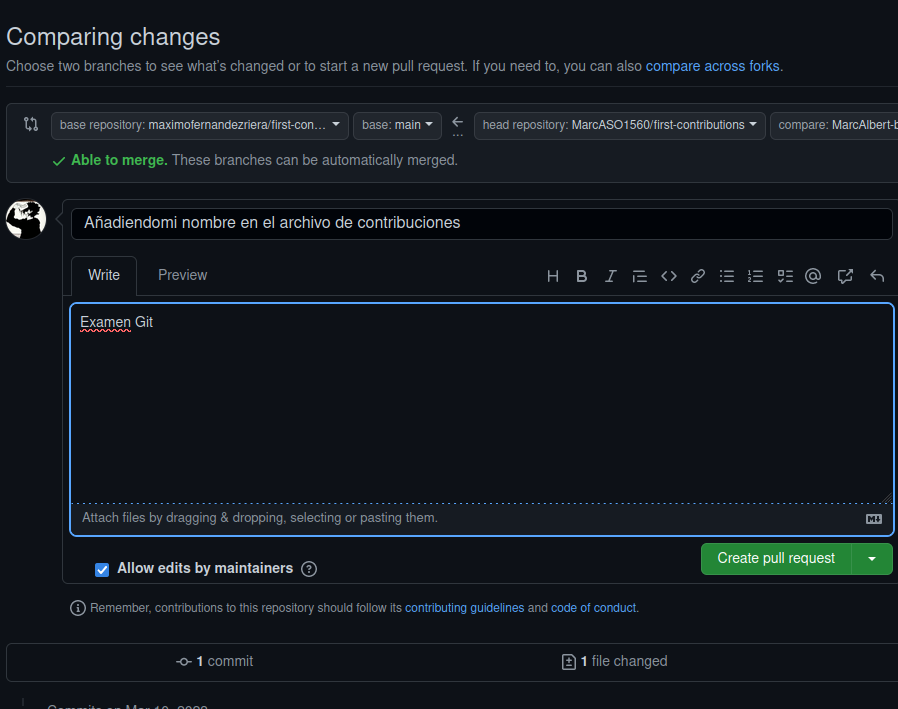 Comparing changes
Choose two branches to see what's changed or to start a new pull request. If you need to, you can also compare across forks.
base repository: maximofernandezriera/first-con... base: main ... head repository: MarcASO1560/first-contributions compare: MarcAlbert-b
Able to merge. These branches can be automatically merged.
Añadiendomi nombre en el archivo de contribuciones
Write Preview
Examen Git
Attach files by dragging & dropping, selecting or pasting them.
Allow edits by maintainers
Create pull request
Remember, contributions to this repository should follow its contributing guidelines and code of conduct.
1 commit 1 file changed